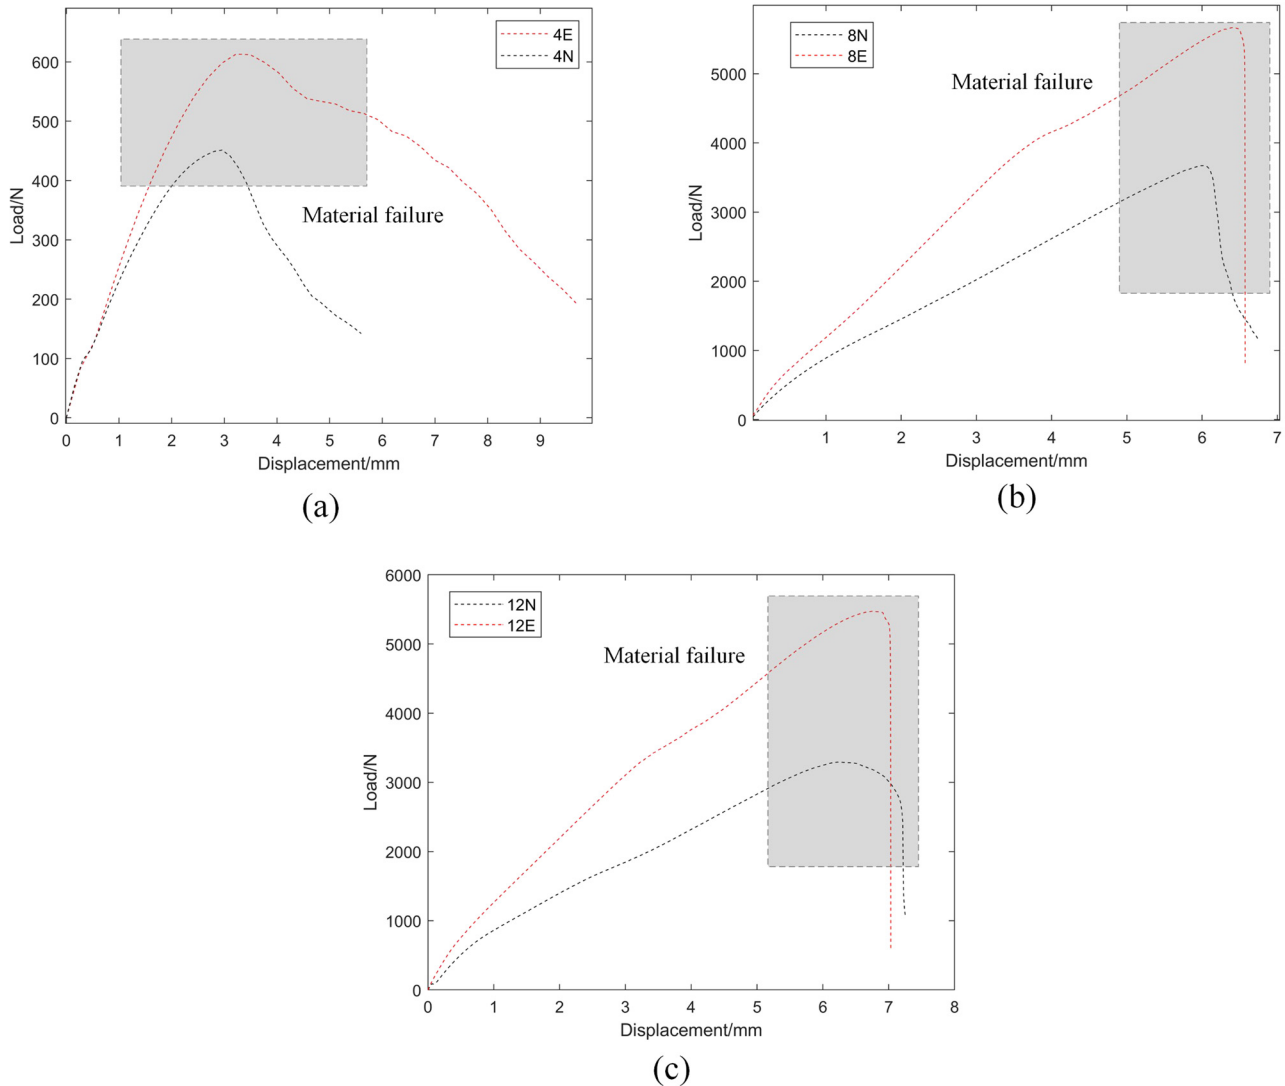 4E
4N
600
500
400
300
200
100
0
Load/N
Material failure
0 1 2 3 4 5 6 7 8 9
Displacement/mm
(a)
8N
8E
5000
4000
3000
2000
1000
0
Load/N
Material failure
1 2 3 4 5 6 7
Displacement/mm
(b)
12N
12E
6000
5000
4000
3000
2000
1000
0
Load/N
Material failure
0 1 2 3 4 5 6 7 8
Displacement/mm
(c)